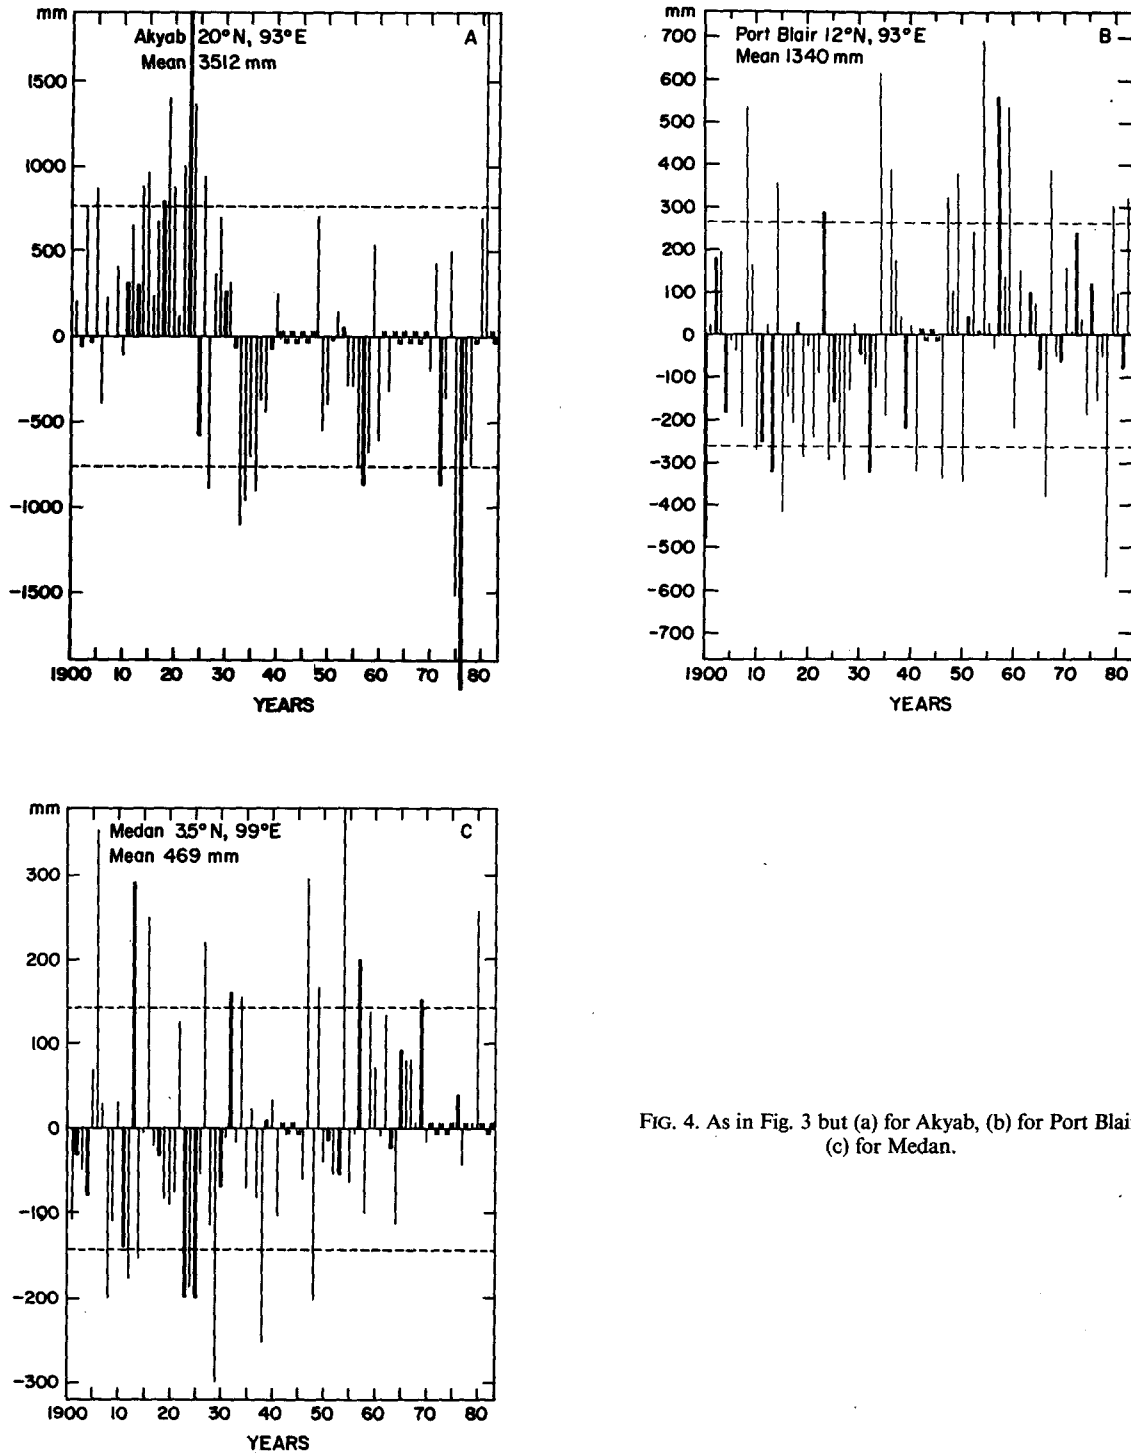 mm
Akyab 20°N, 93°E
A
Mean 3512 mm
1500
1000
500
0
-500
-1000
-1500
1900 10 20 30 40 50 60 70 80
YEARS
mm
Port Blair 12°N, 93°E
B
Mean 1340 mm
700
600
500
400
300
200
100
0
-100
-200
-300
-400
-500
-600
-700
1900 10 20 30 40 50 60 70 80
YEARS
mm
Medan 3.5°N, 99°E
C
Mean 469 mm
300
200
100
0
-100
-200
-300
1900 10 20 30 40 50 60 70 80
YEARS
FIG. 4. As in Fig. 3 but (a) for Akyab, (b) for Port Blair
(c) for Medan.